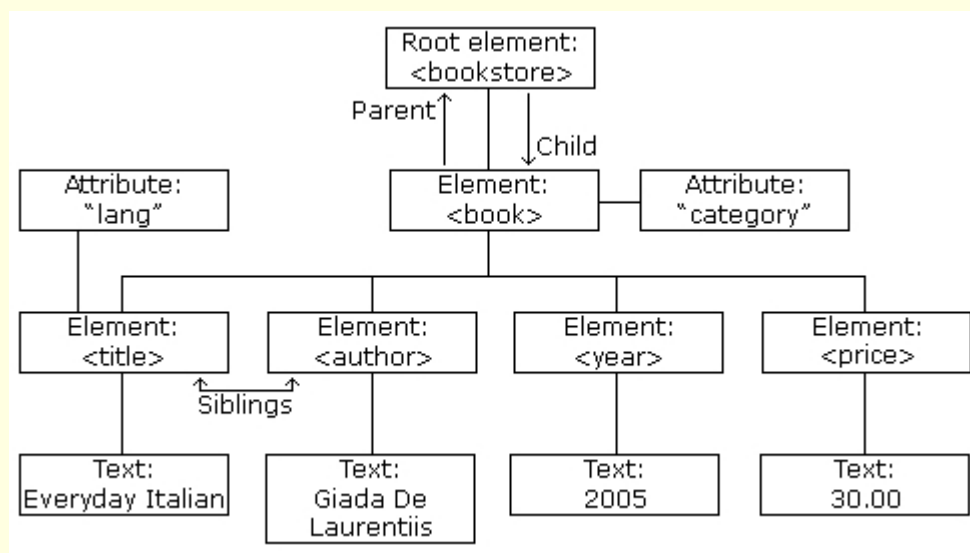 Root element:
<bookstore>
Parent
Child
Attribute:
"lang"
Element:
<book>
Attribute:
"category"
Element:
<title>
Element:
<author>
Element:
<year>
Element:
<price>
Siblings
Text:
Everyday Italian
Text:
Giada De
Laurentiis
Text:
2005
Text:
30.00